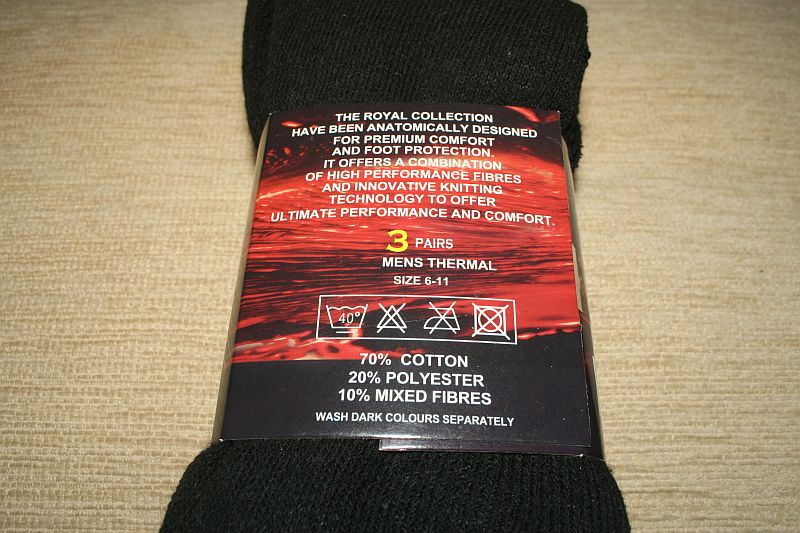 THE ROYAL COLLECTION
HAVE BEEN ANATOMICALLY DESIGNED
FOR PREMIUM COMFORT
AND FOOT PROTECTION.
IT OFFERS A COMBINATION
OF HIGH PERFORMANCE FIBRES
AND INNOVATIVE KNITTING
TECHNOLOGY TO OFFER
ULTIMATE PERFORMANCE AND COMFORT.
3 PAIRS
MENS THERMAL
SIZE 6-11
40°
70% COTTON
20% POLYESTER
10% MIXED FIBRES
WASH DARK COLOURS SEPARATELY